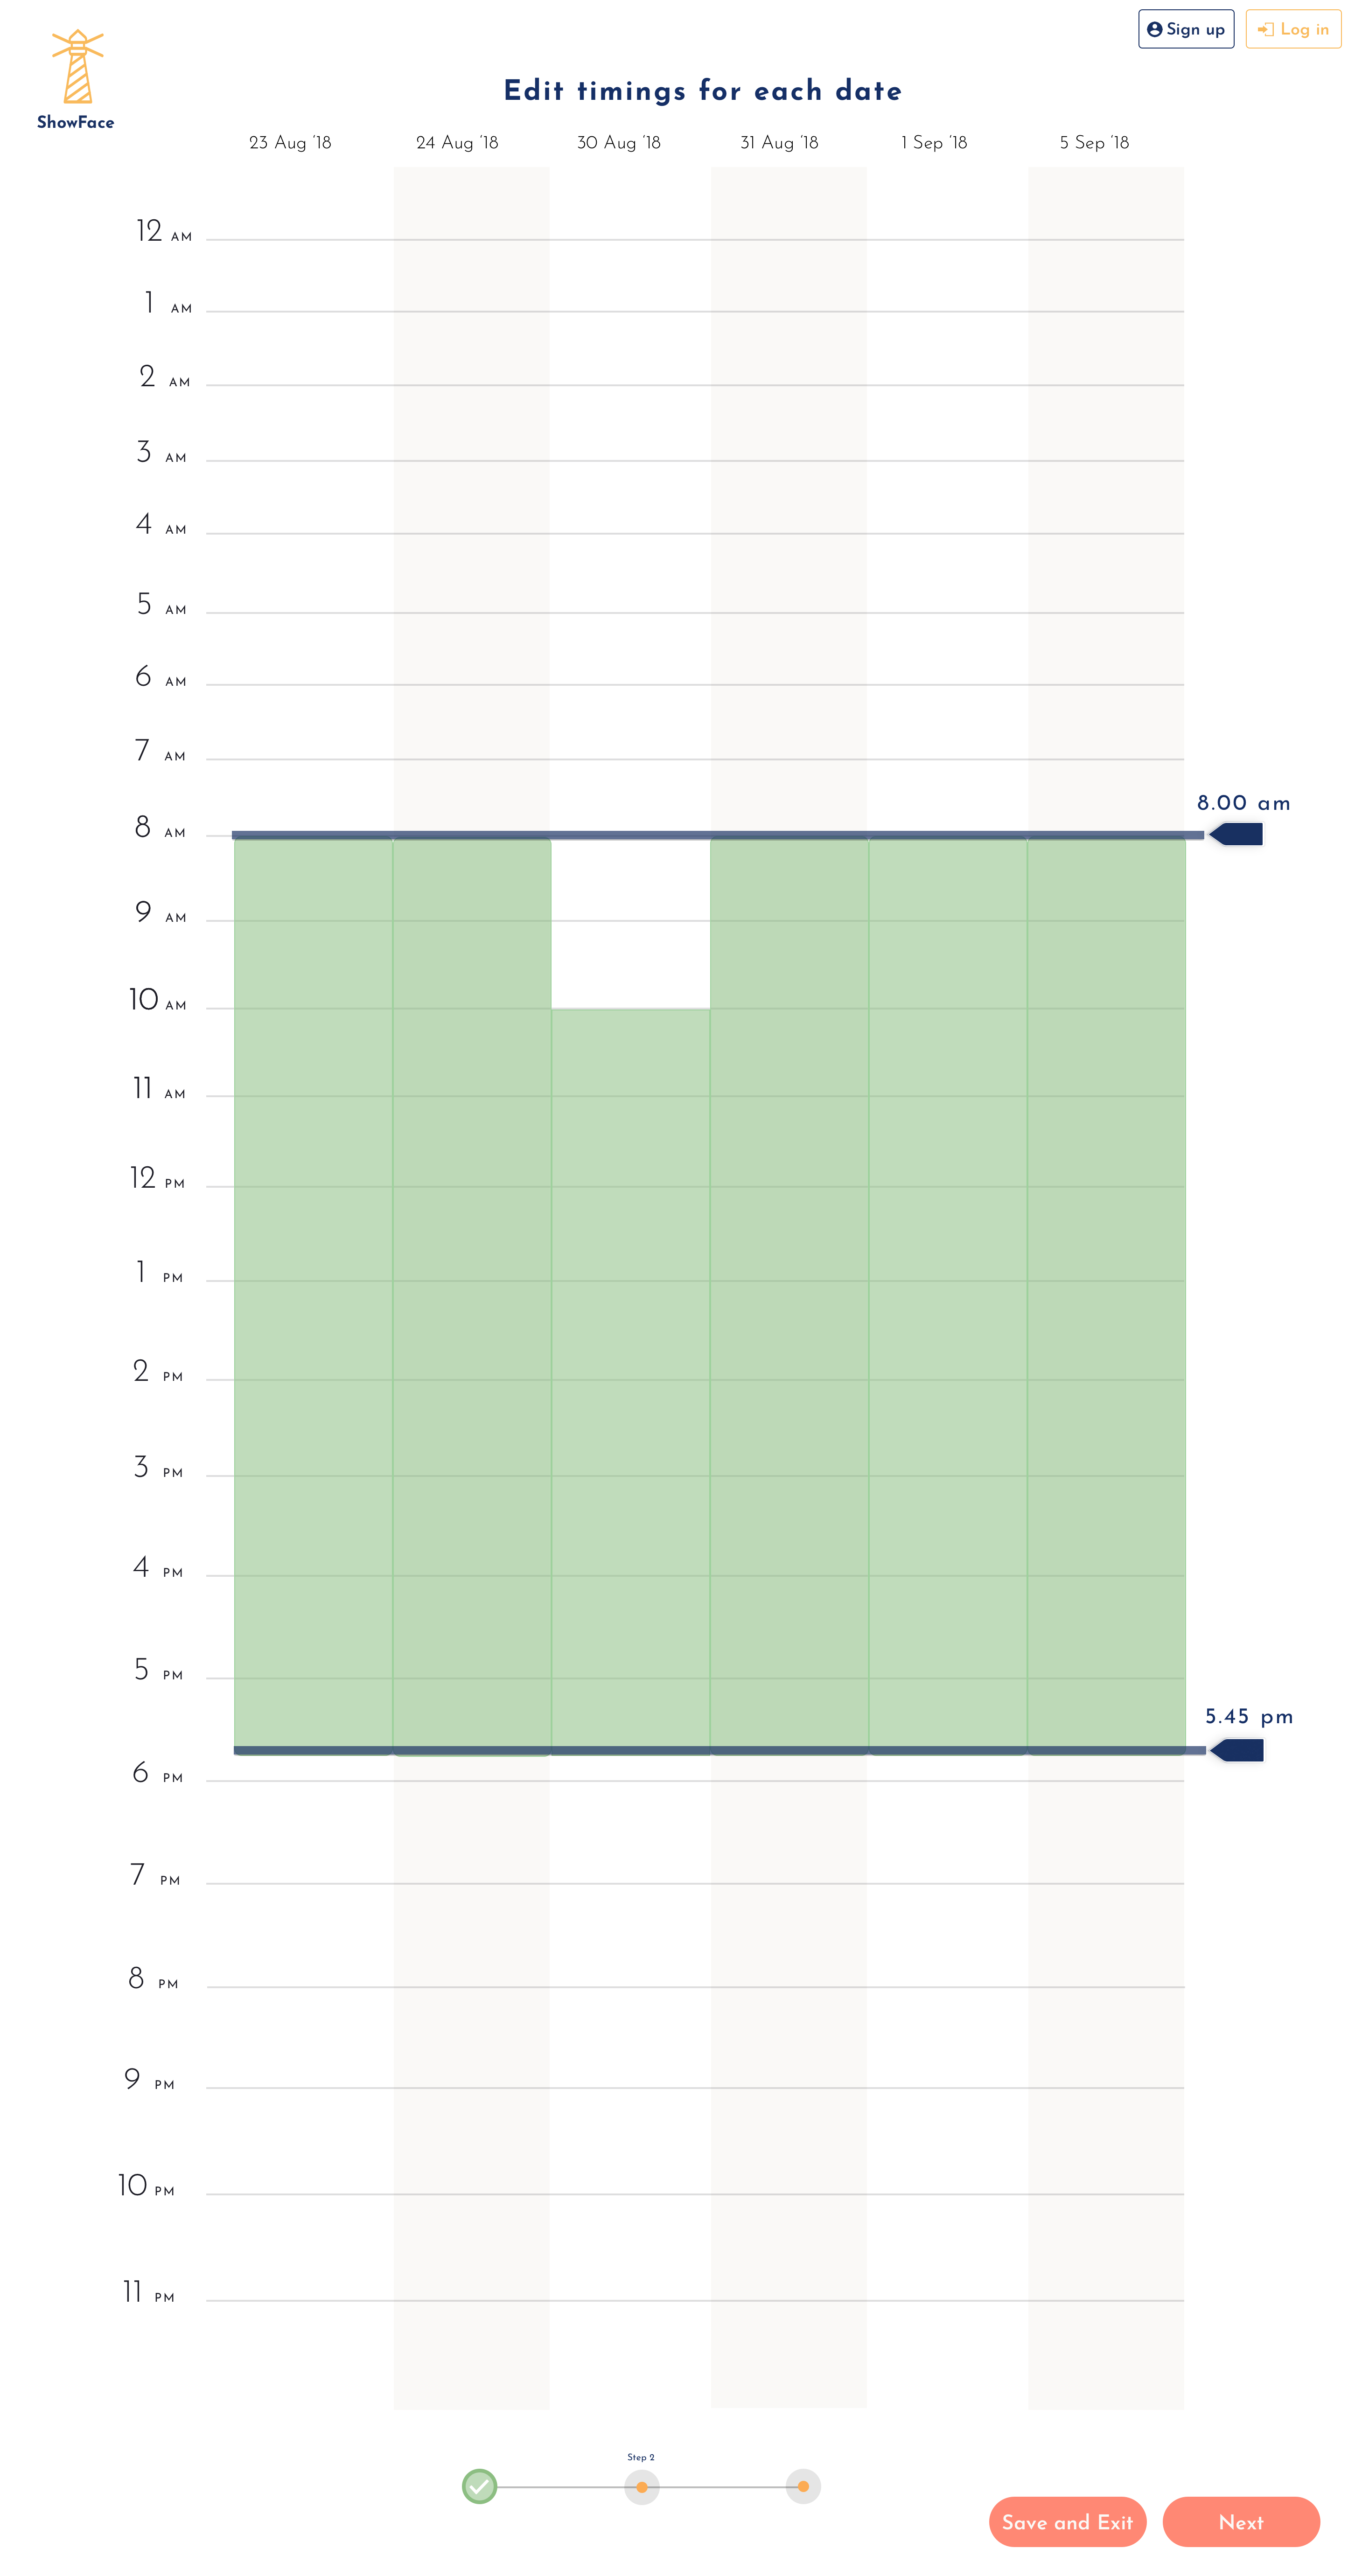 Sign up
Log in
ShowFace
Edit timings for each date
23 Aug ‘18 24 Aug ‘18 30 Aug ‘18 31 Aug ‘18 1 Sep ‘18 5 Sep ‘18
12 AM
1 AM
2 AM
3 AM
4 AM
5 AM
6 AM
7 AM
8.00 am
8 AM
9 AM
10 AM
11 AM
12 PM
1 PM
2 PM
3 PM
4 PM
5 PM
5.45 pm
6 PM
7 PM
8 PM
9 PM
10 PM
11 PM
Step 2
Save and Exit
Next